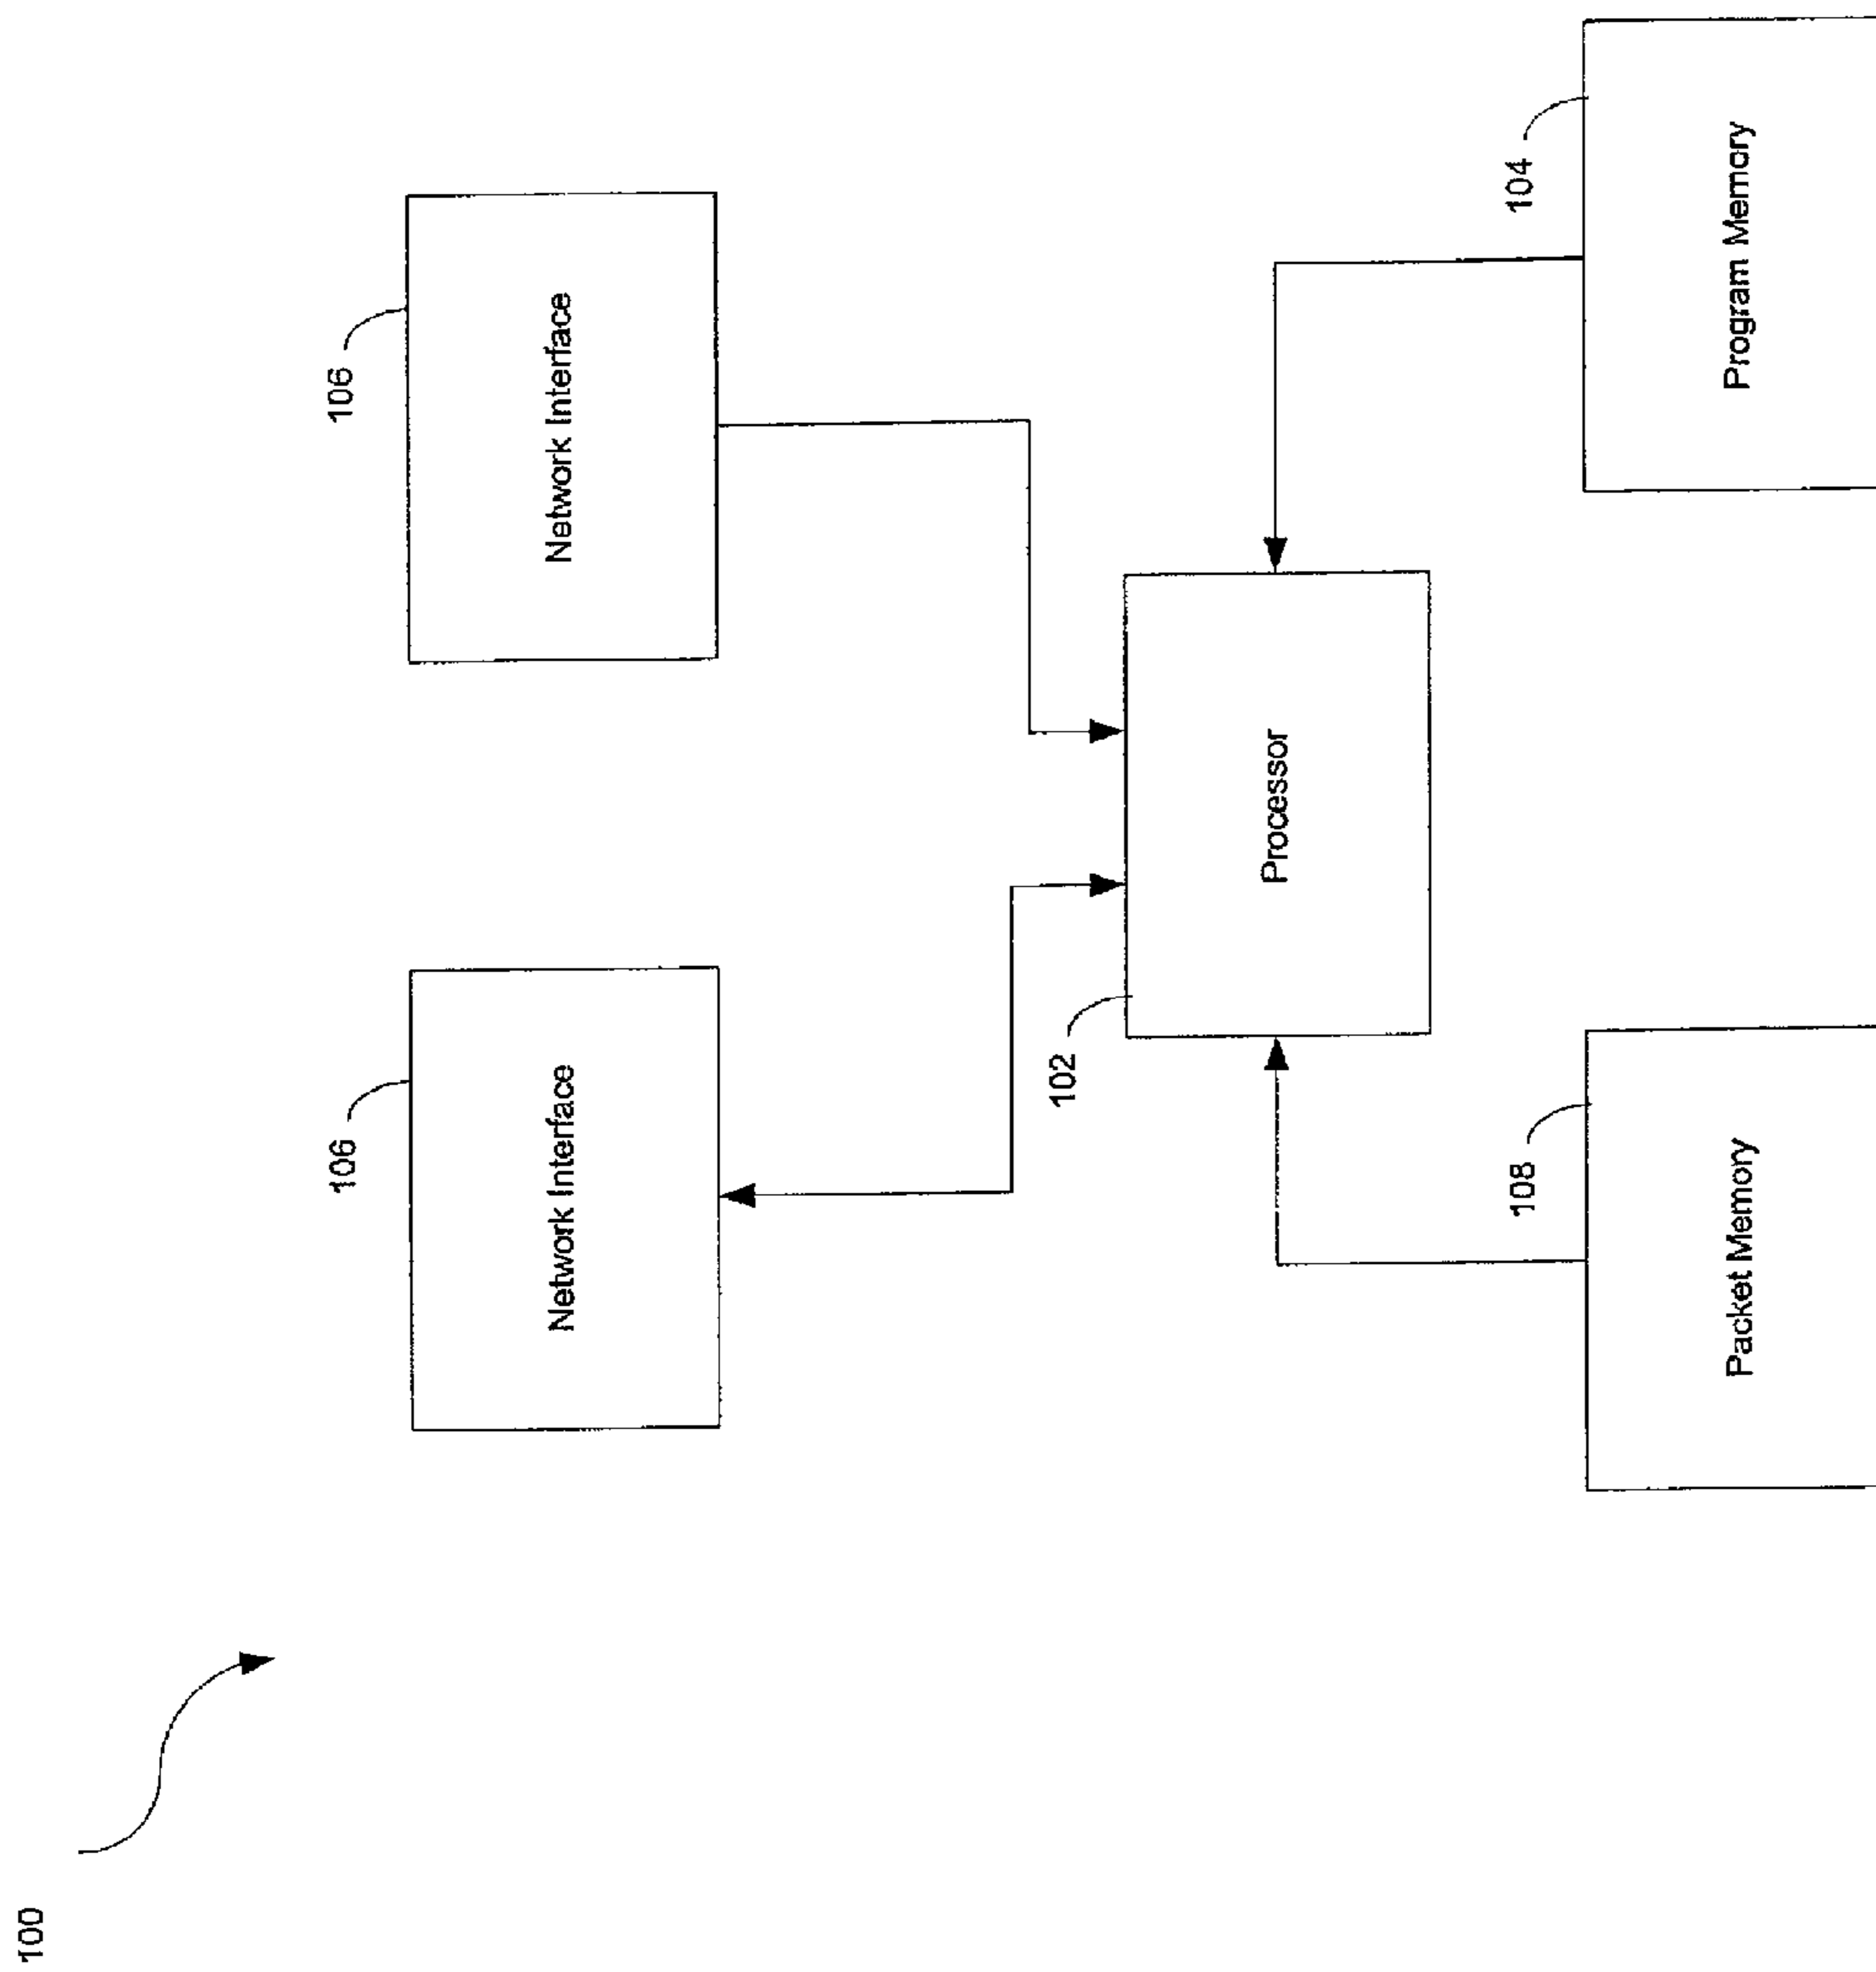 100
106
Network Interface
106
Network Interface
102
Processor
108
Packet Memory
104
Program Memory